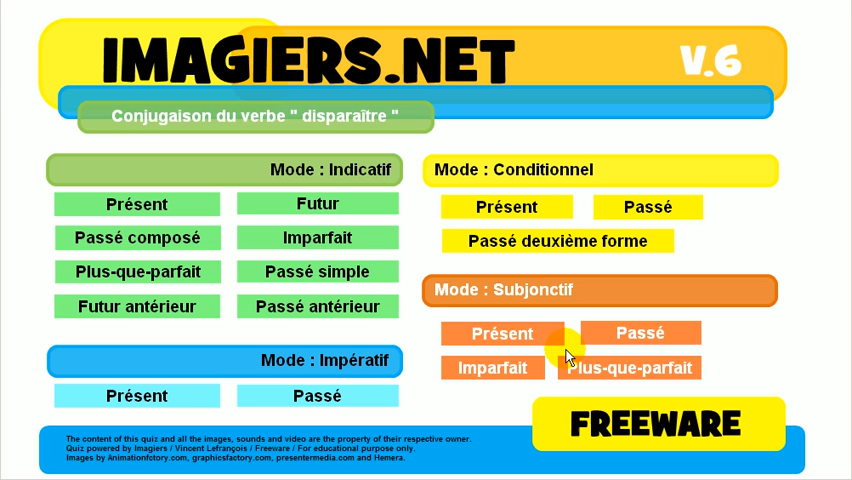 IMAGIERS.NET
V.6
Conjugaison du verbe " disparaître "
Mode : Indicatif
Présent
Futur
Passé composé
Imparfait
Plus-que-parfait
Passé simple
Futur antérieur
Passé antérieur
Mode : Impératif
Présent
Passé
Mode : Conditionnel
Présent
Passé
Passé deuxième forme
Mode : Subjonctif
Présent
Passé
Imparfait
Plus-que-parfait
FREEWARE
The content of this quiz and all the images, sounds and video are the property of their respective owner.
Quiz powered by Imagiers / Vincent Lefrançois / Freeware / For educational purpose only.
Images by Animationfctory.com, graphicsfactory.com, presentermedia.com and Hemera.